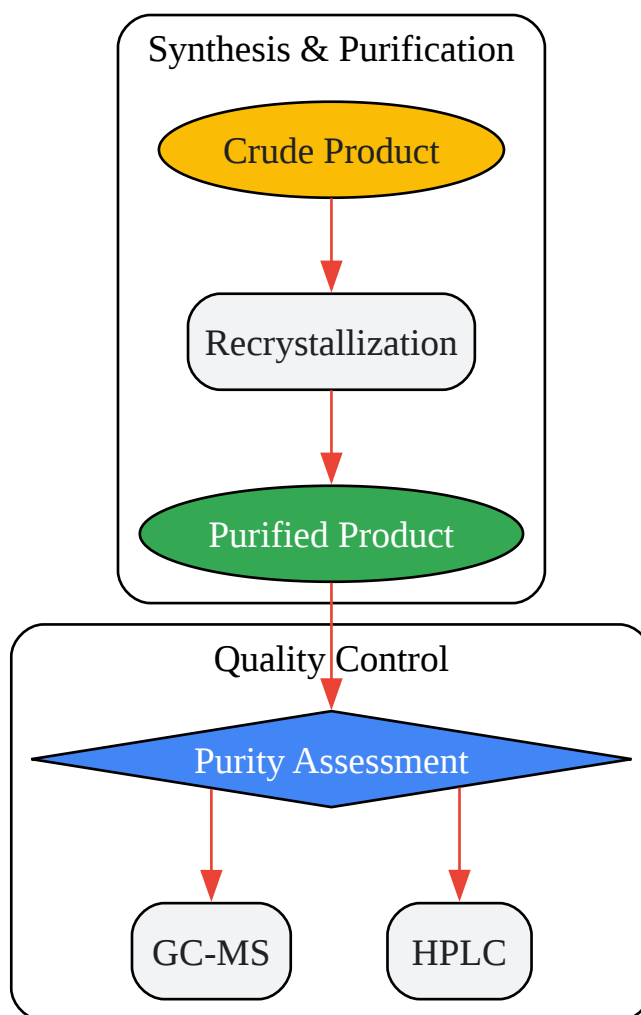 Synthesis & Purification
Crude Product
Recrystallization
Purified Product
Quality Control
Purity Assessment
GC-MS
HPLC